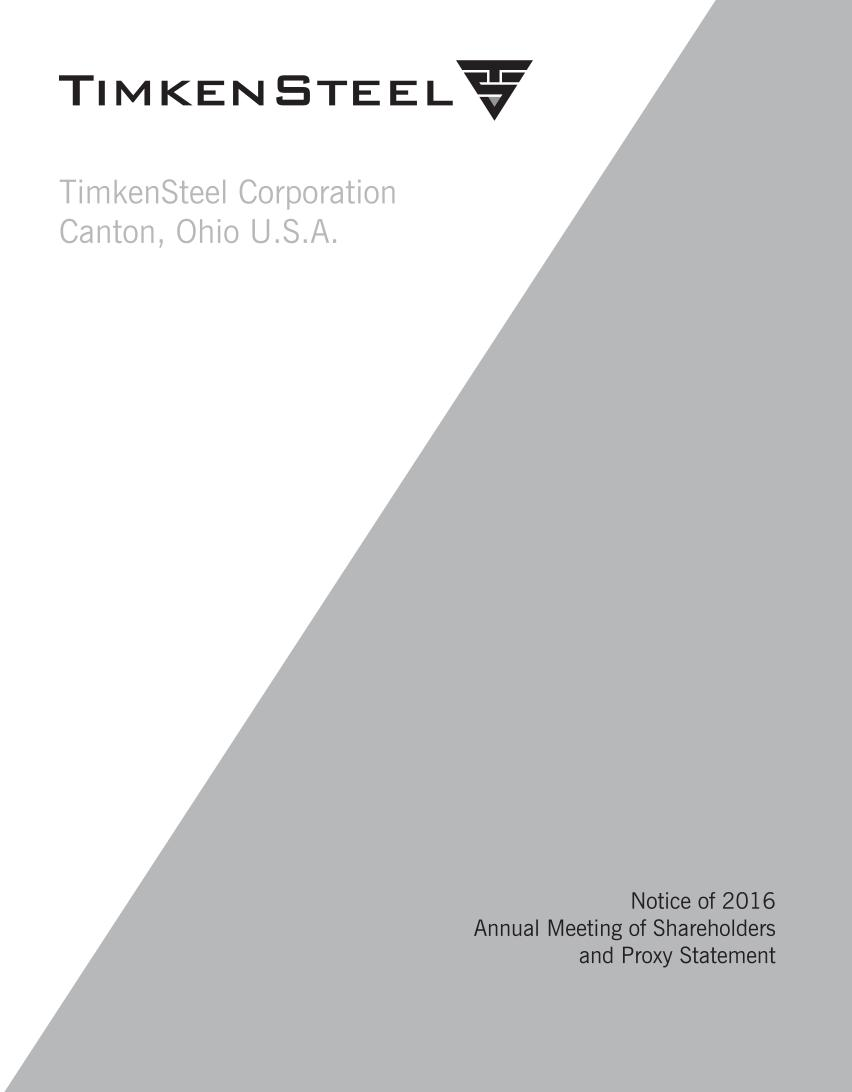 TIMKENSTEEL
TimkenSteel Corporation
Canton, Ohio U.S.A.
Notice of 2016
Annual Meeting of Shareholders
and Proxy Statement